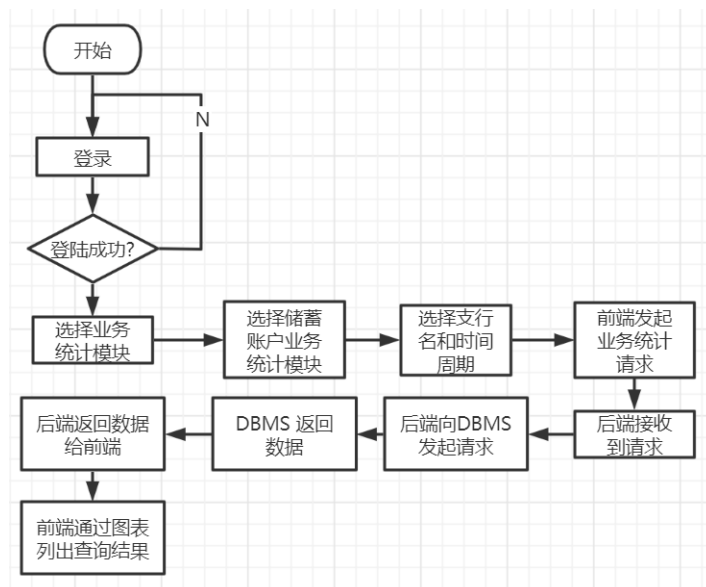 开始
N
登录
登陆成功?
选择业务
统计模块
选择储蓄
账户业务
统计模块
选择支行
名和时间
周期
前端发起
业务统计
请求
后端接收
到请求
后端向DBMS
发起请求
DBMS 返回
数据
后端返回数据
给前端
前端通过图表
列出查询结果